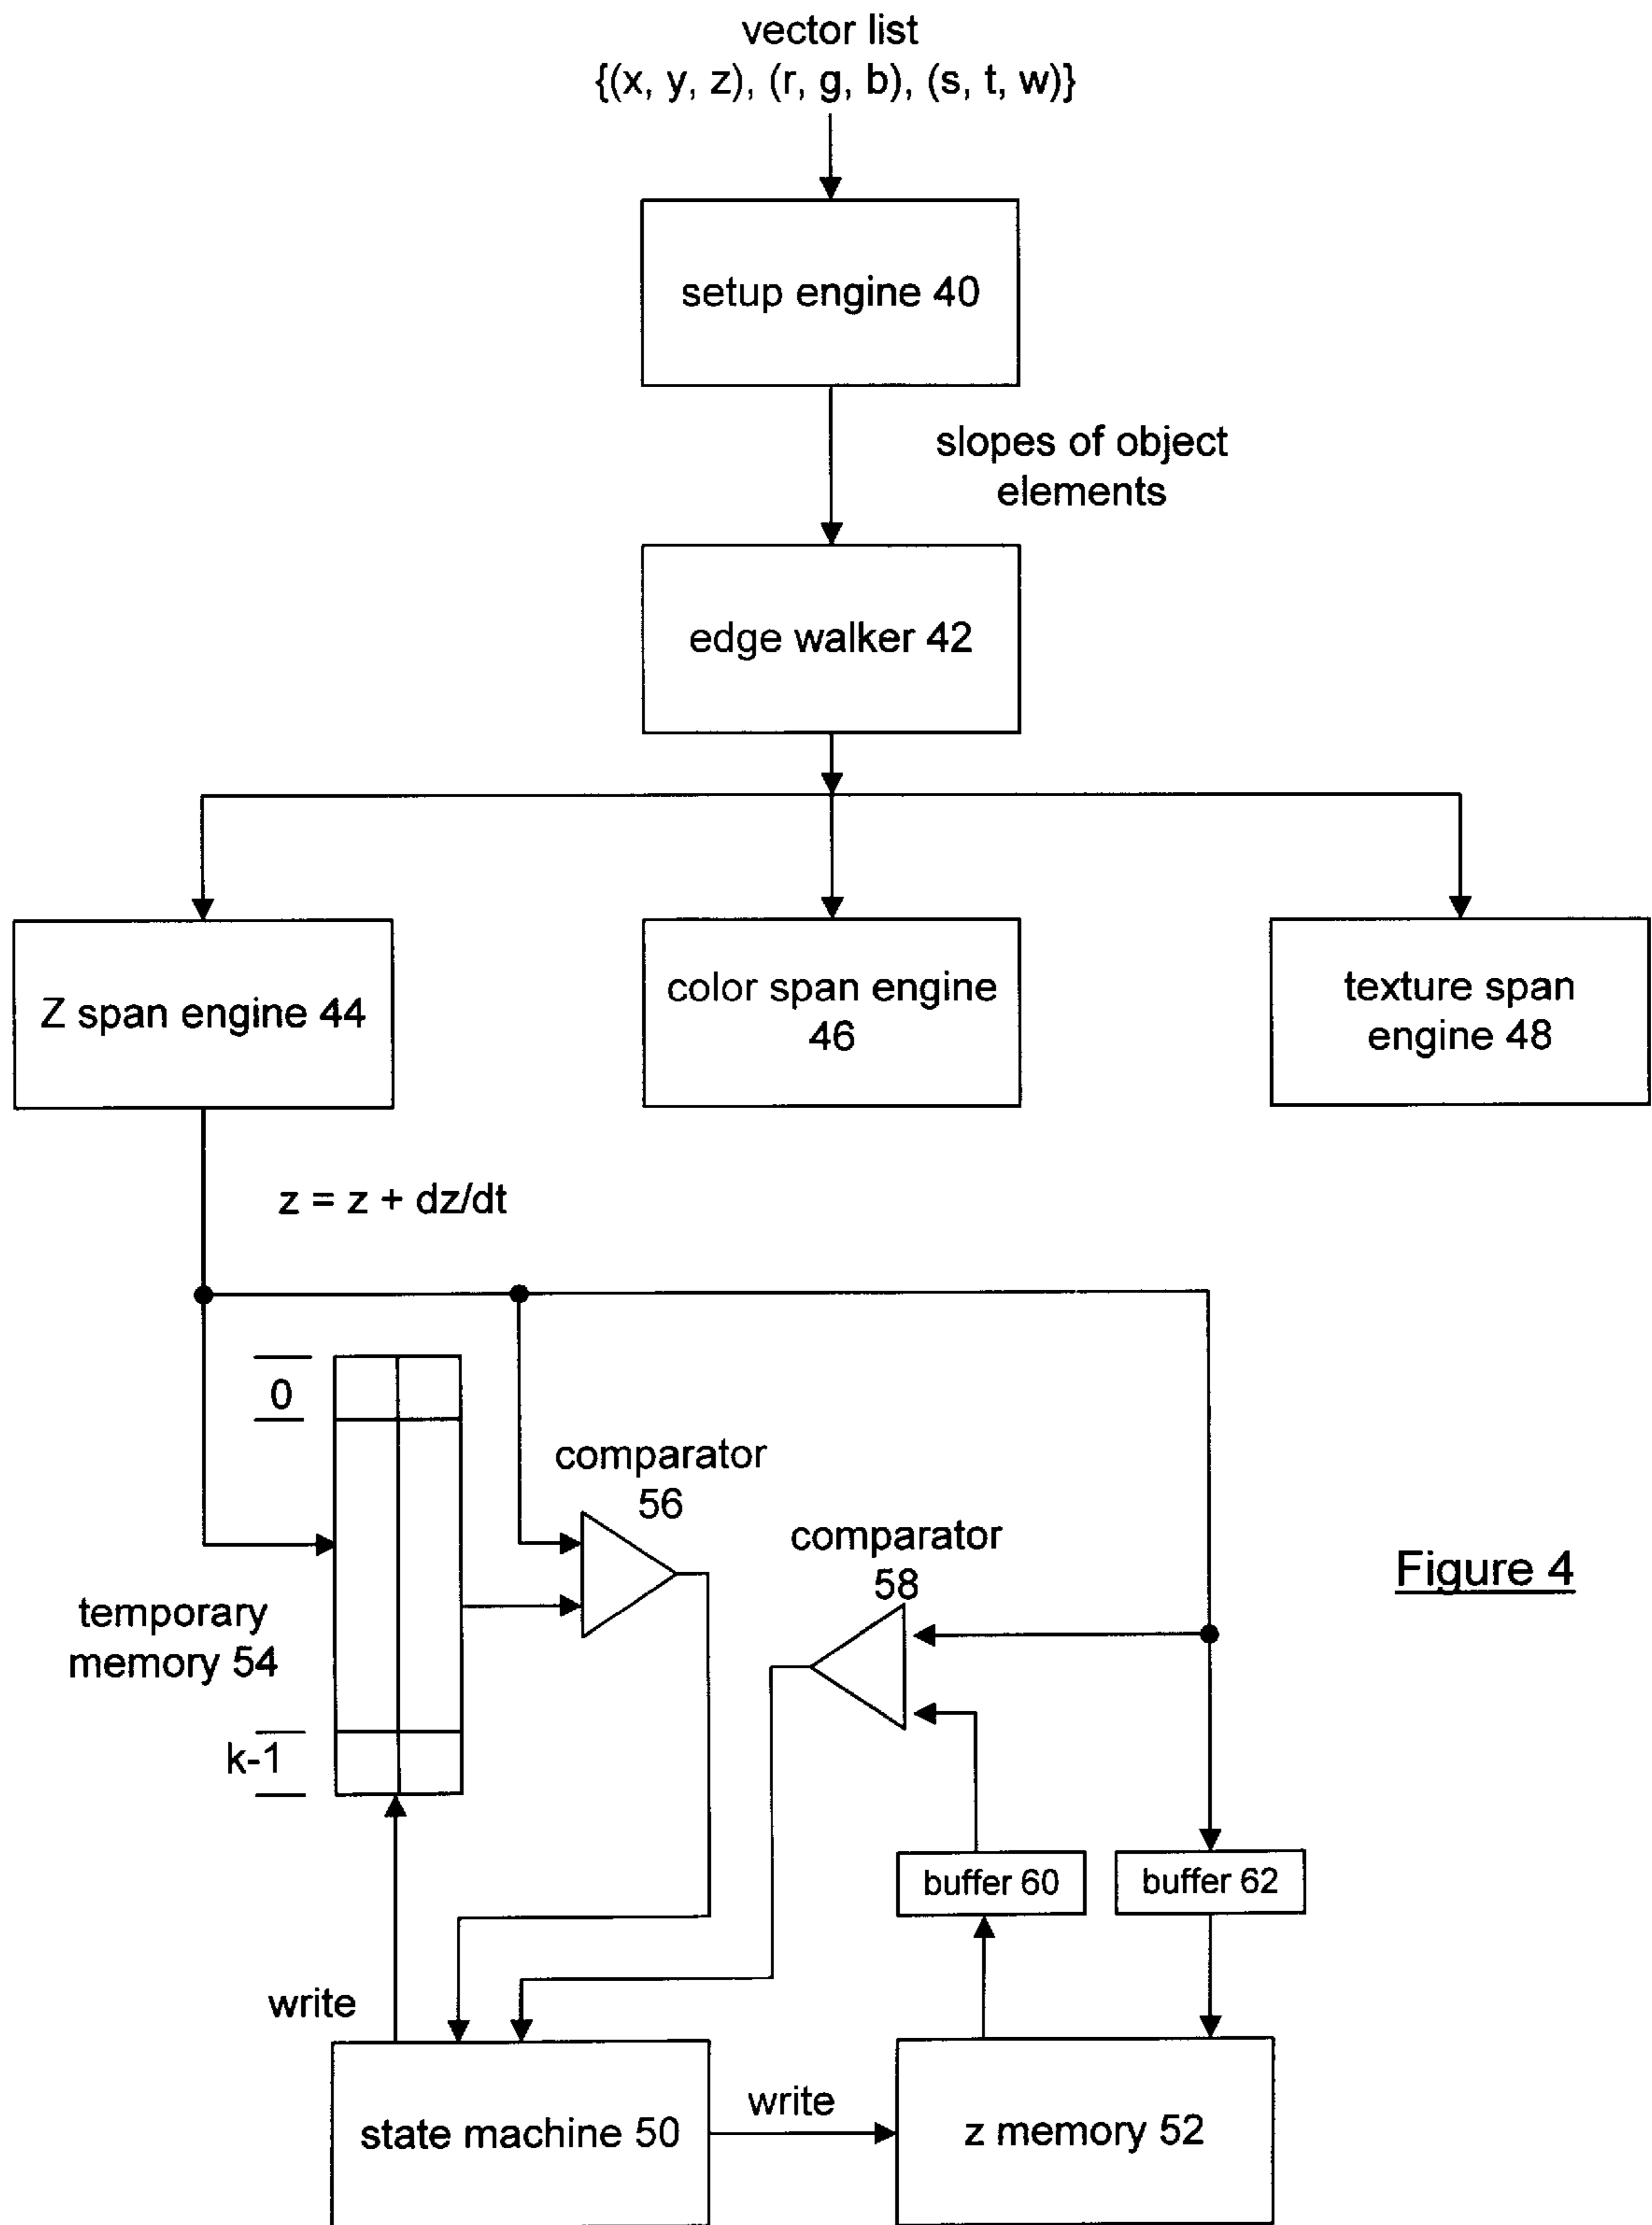 vector list
{(x, y, z), (r, g, b), (s, t, w)}
setup engine 40
slopes of object
elements
edge walker 42
Z span engine 44
color span engine
46
texture span
engine 48
z = z + dz/dt
0
comparator
56
comparator
58
Figure 4
temporary
memory 54
k-1
buffer 60
buffer 62
write
write
state machine 50
z memory 52